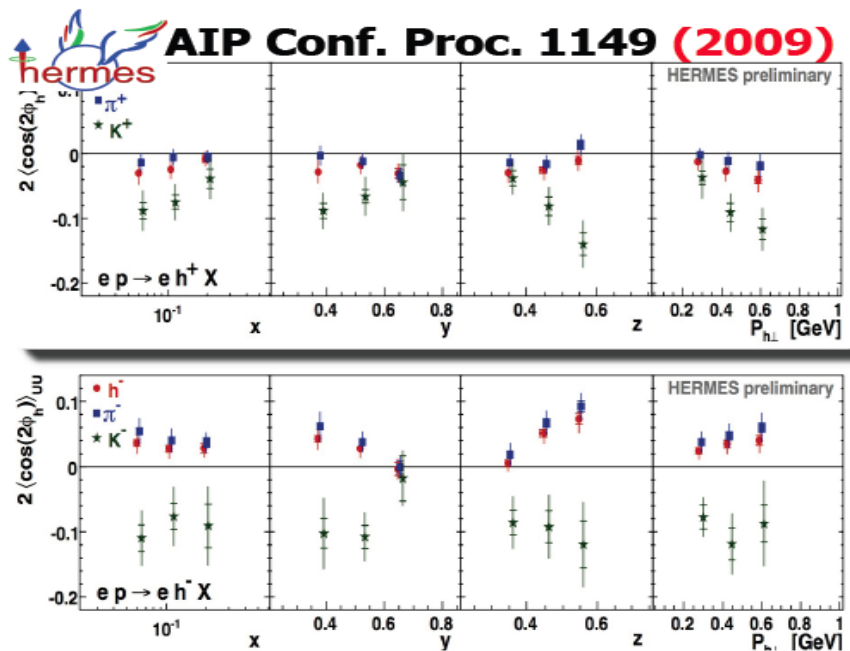 hermes
AIP Conf. Proc. 1149 (2009)
HERMES preliminary
π⁺
K⁺
2 ⟨cos(2ϕh)
0
-0.1
-0.2
e p → e h⁺ X
10⁻¹
x
0.4 0.6 0.8
y
0.4 0.6
z
0.2 0.4 0.6 0.8 1
Ph⊥ [GeV]
h⁻
π⁻
K⁻
HERMES preliminary
2 ⟨cos(2ϕh)⟩UU
0.1
0
-0.1
-0.2
e p → e h⁻ X
10⁻¹
x
0.4 0.6 0.8
y
0.4 0.6
z
0.2 0.4 0.6 0.8 1
[GeV]